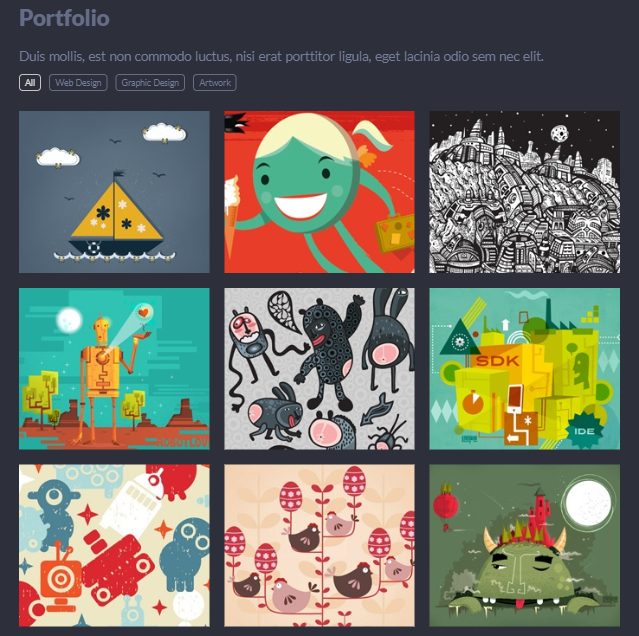 Portfolio
Duis mollis, est non commodo luctus, nisi erat porttitor ligula, eget lacinia odio sem nec elit.
All
Web Design
Graphic Design
Artwork
SDK
IDE